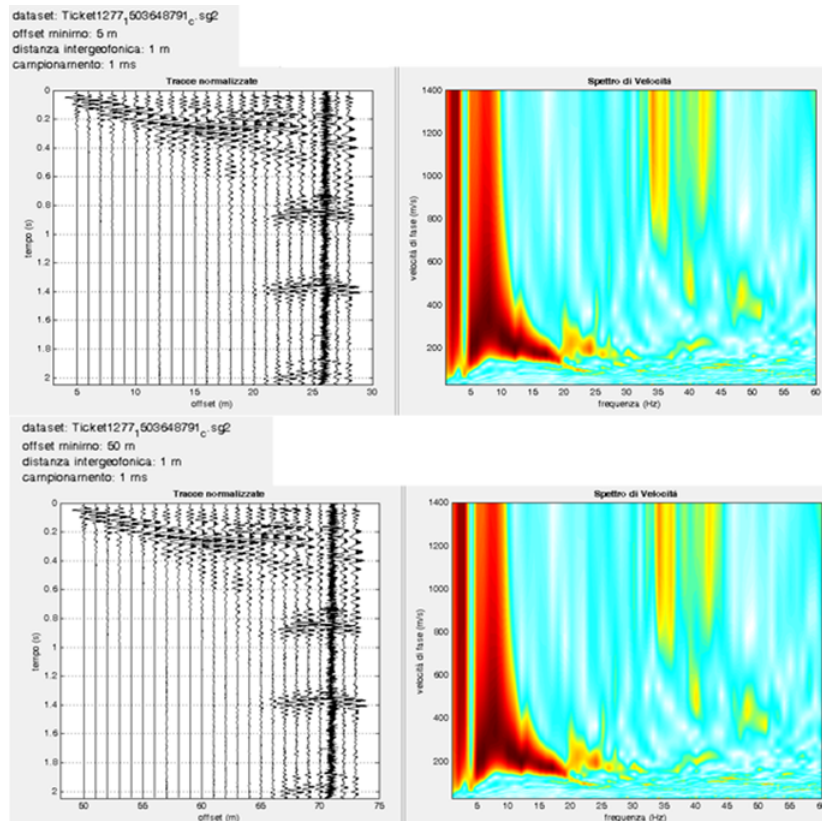 dataset: Ticket1277_1503648791_c.sg2
offset minimo: 5 m
distanza intergeofonica: 1 m
campionamento: 1 ms
Tracce normalizzate
Spettro di Velocità
0
0.2
0.4
0.6
0.8
1
1.2
1.4
1.6
1.8
2
tempo (s)
5 10 15 20 25 30
offset (m)
1400
1200
1000
800
600
400
200
velocità di fase (m/s)
5 10 15 20 25 30 35 40 45 50 55 60
frequenza (Hz)
dataset: Ticket1277_1503648791_c.sg2
offset minimo: 50 m
distanza intergeofonica: 1 m
campionamento: 1 ms
Tracce normalizzate
Spettro di Velocità
0
0.2
0.4
0.6
0.8
1
1.2
1.4
1.6
1.8
2
tempo (s)
50 55 60 65 70 75
offset (m)
1400
1200
1000
800
600
400
200
velocità di fase (m/s)
5 10 15 20 25 30 35 40 45 50 55 60
frequenza (Hz)